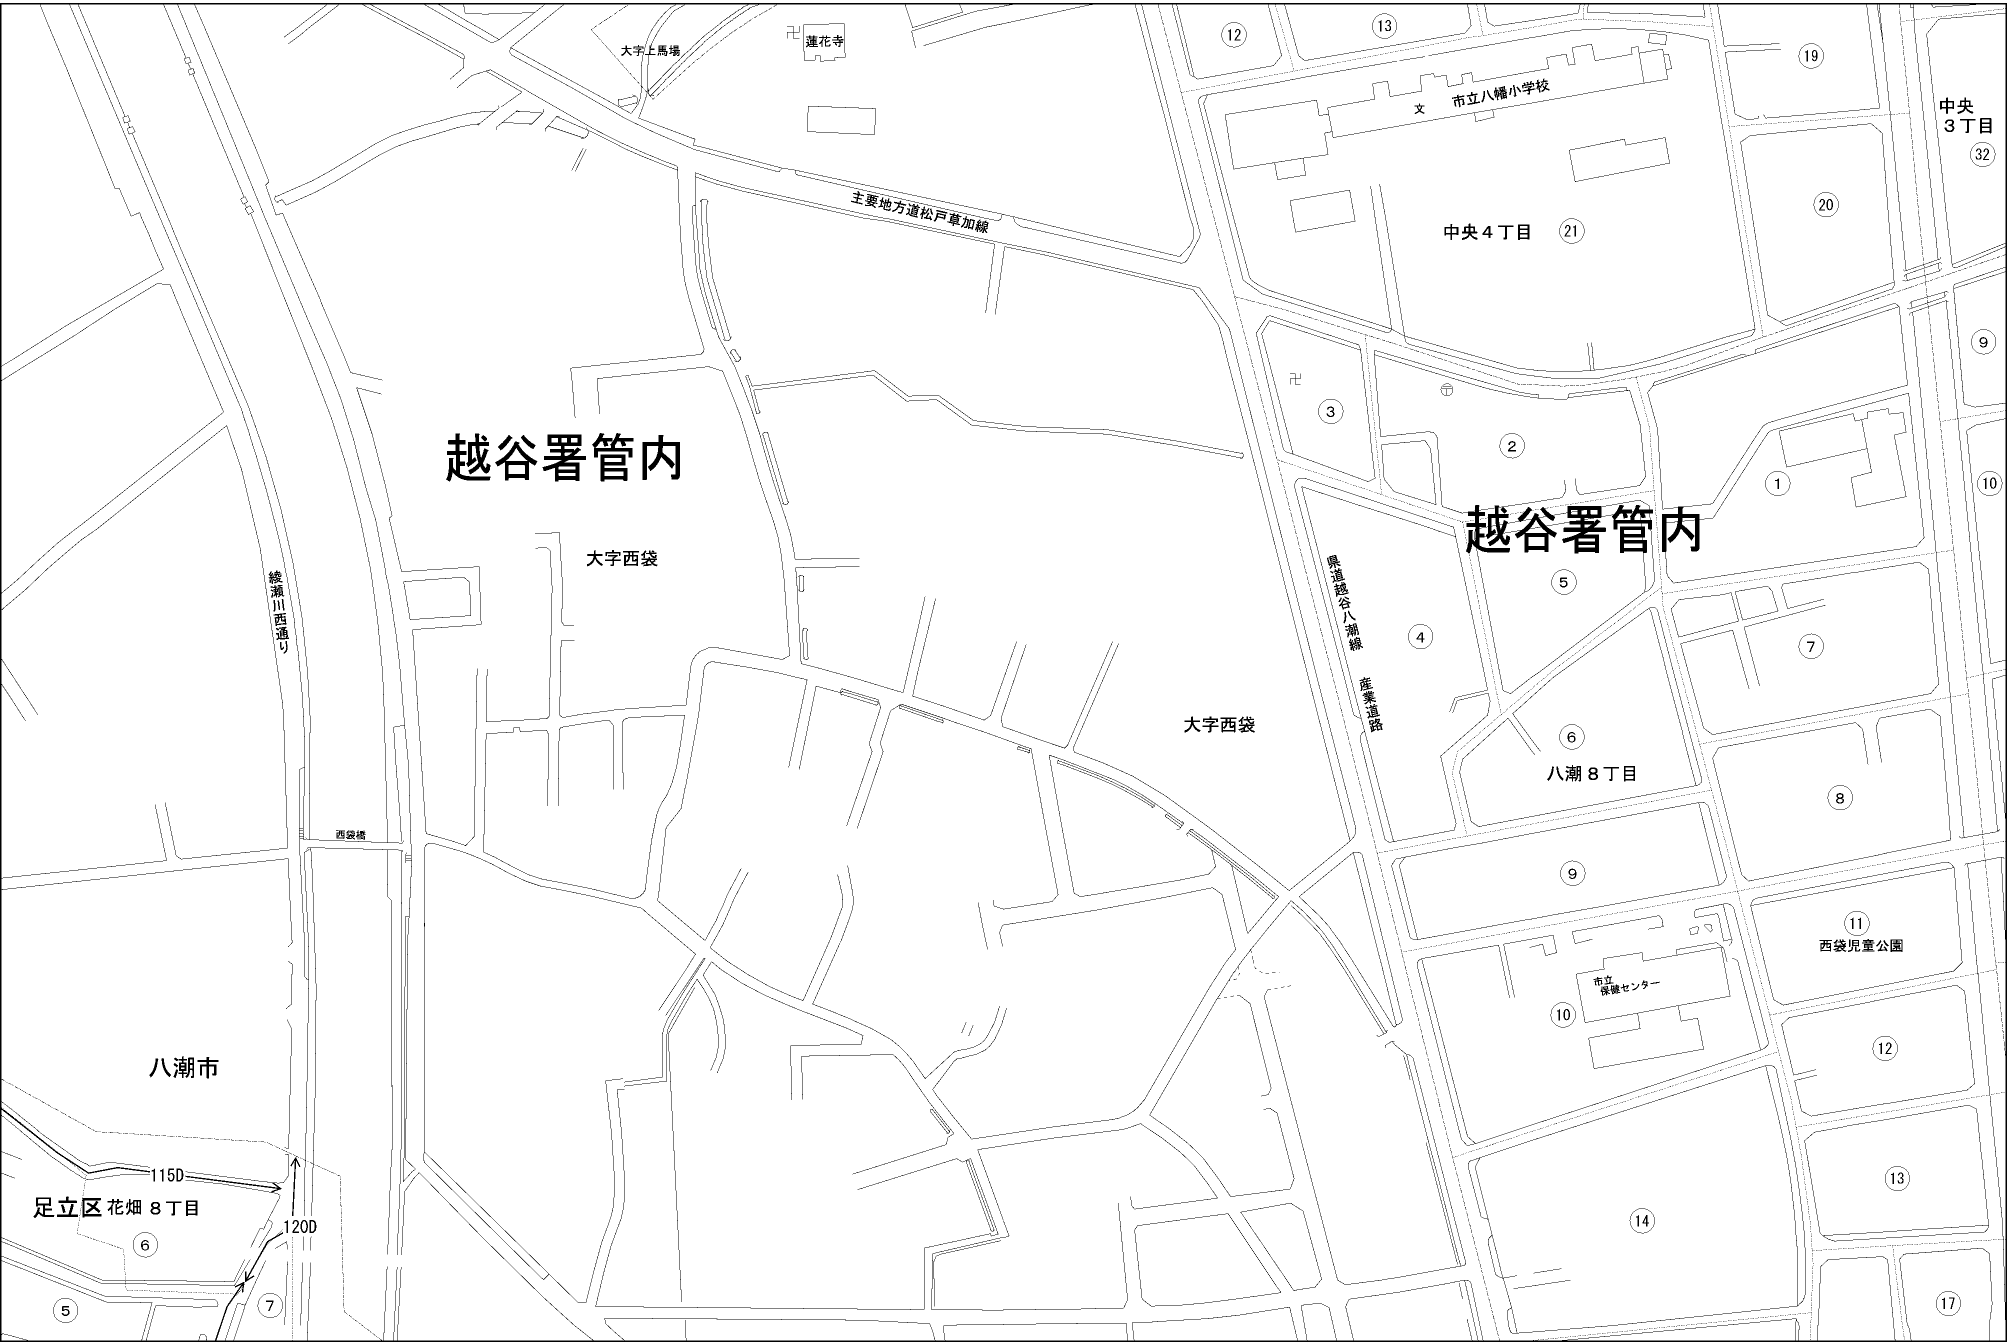 12
13
大字上馬場
蓮花寺
19
文 市立八幡小学校
中央
3丁目
32
20
主要地方道松戸草加線
中央4丁目 21
9
3
2
越谷署管内
1
10
越谷署管内
大字西袋
5
県道越谷八潮線 産業道路
綾瀬川西通り
4
7
大字西袋
6
八潮8丁目
8
西袋橋
9
11
西袋児童公園
市立
保健センター
10
12
八潮市
115D
13
足立区 花畑 8丁目
14
120D
6
5
7
17